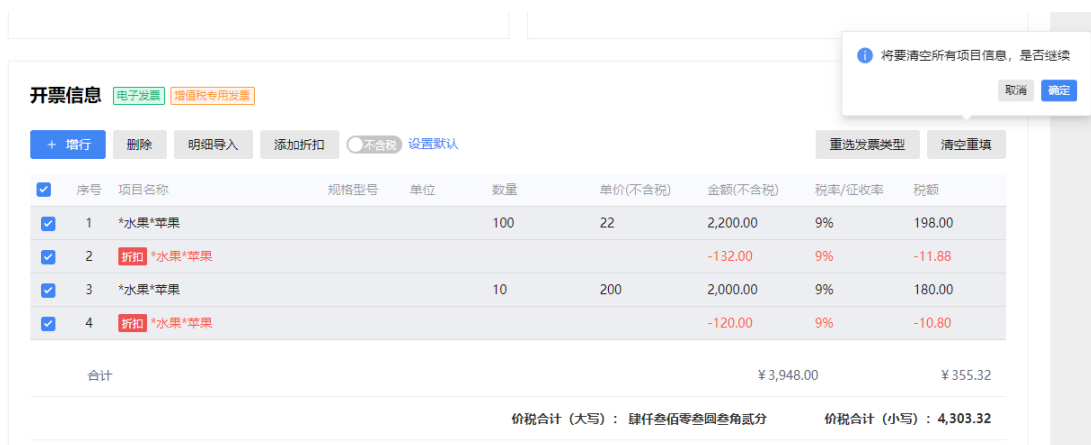 将要清空所有项目信息，是否继续
取消 确定
开票信息 电子发票 增值税专用发票
+ 增行 删除 明细导入 添加折扣 不含税 设置默认 重选发票类型 清空重填
序号 项目名称 规格型号 单位 数量 单价(不含税) 金额(不含税) 税率/征收率 税额
1 *水果*苹果 100 22 2,200.00 9% 198.00
2 折扣 *水果*苹果 -132.00 9% -11.88
3 *水果*苹果 10 200 2,000.00 9% 180.00
4 折扣 *水果*苹果 -120.00 9% -10.80
合计 ¥3,948.00 ¥355.32
价税合计（大写）： 肆仟叁佰零叁圆叁角贰分 价税合计（小写）：4,303.32